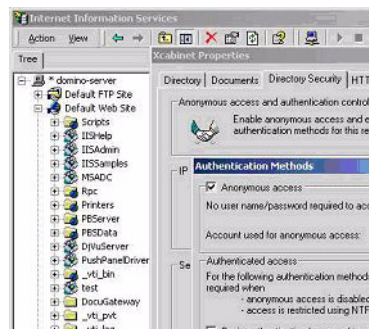 Internet Information Services
Action View
Tree
* domino-server
Default FTP Site
Default Web Site
Scripts
IISHelp
IISAdmin
IISSamples
MSADC
Rpc
Printers
PBServer
PBSData
DjVuServer
PushPanelDriver
_vti_bin
test
DocuGateway
_vti_pvt
_vti_log
Xcabinet Properties
Directory Documents Directory Security HTT
Anonymous access and authentication control
Enable anonymous access and e
authentication methods for this re
IP
Se
Authentication Methods
Anonymous access
No user name/password required to acc
Account used for anonymous access:
Authenticated access
For the following authentication methods
required when
- anonymous access is disabled
- access is restricted using NTF